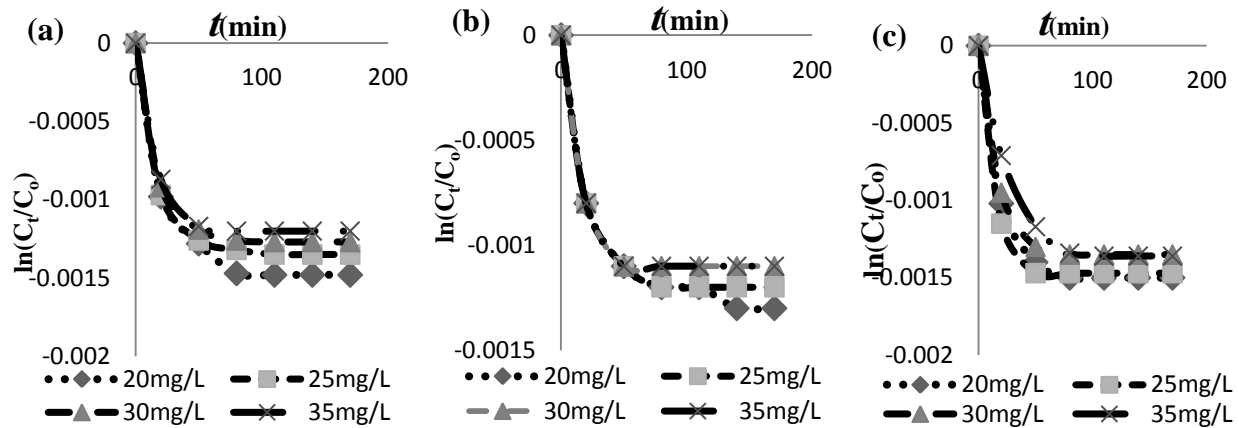 (a)
t(min)
0
0
100
200
-0.0005
-0.001
-0.0015
-0.002
ln(Ct/Co)
20mg/L
25mg/L
30mg/L
35mg/L
(b)
t(min)
0
0
100
200
-0.0005
-0.001
-0.0015
ln(Ct/Co)
20mg/L
25mg/L
30mg/L
35mg/L
(c)
t(min)
0
0
100
200
-0.0005
-0.001
-0.0015
-0.002
ln(Ct/Co)
20mg/L
25mg/L
30mg/L
35mg/L